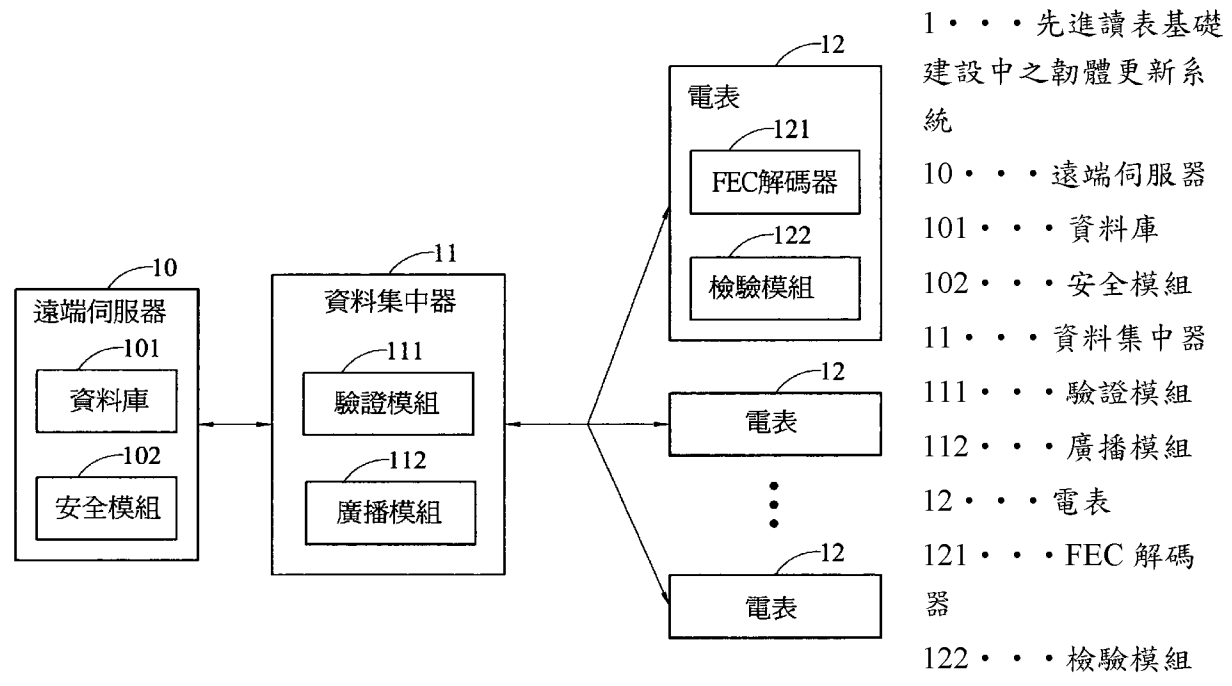 10
遠端伺服器
101
資料庫
102
安全模組
11
資料集中器
111
驗證模組
112
廣播模組
12
電表
121
FEC解碼器
122
檢驗模組
12
電表
12
電表
1···先進讀表基礎
建設中之韌體更新系
統
10···遠端伺服器
101···資料庫
102···安全模組
11···資料集中器
111···驗證模組
112···廣播模組
12···電表
121···FEC 解碼
器
122···檢驗模組